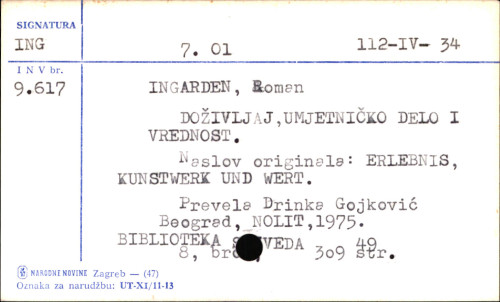 SIGNATURA
ING 7. 01 112-IV- 34
I N V br.
9.617 INGARDEN, Roman
DOŽIVLJAJ,UMJETNIČKO DELO I
VREDNOST.
Naslov originala: ERLEBNIS,
KUNSTWERK UND WERT.
Prevela Drinka Gojković
Beograd, NOLIT,1975.
BIBLIOTEKA 49
8, 309 str.
NARODNE NOVINE Zagreb — (47)
Oznaka za narudžbu: UT-XI/11-13